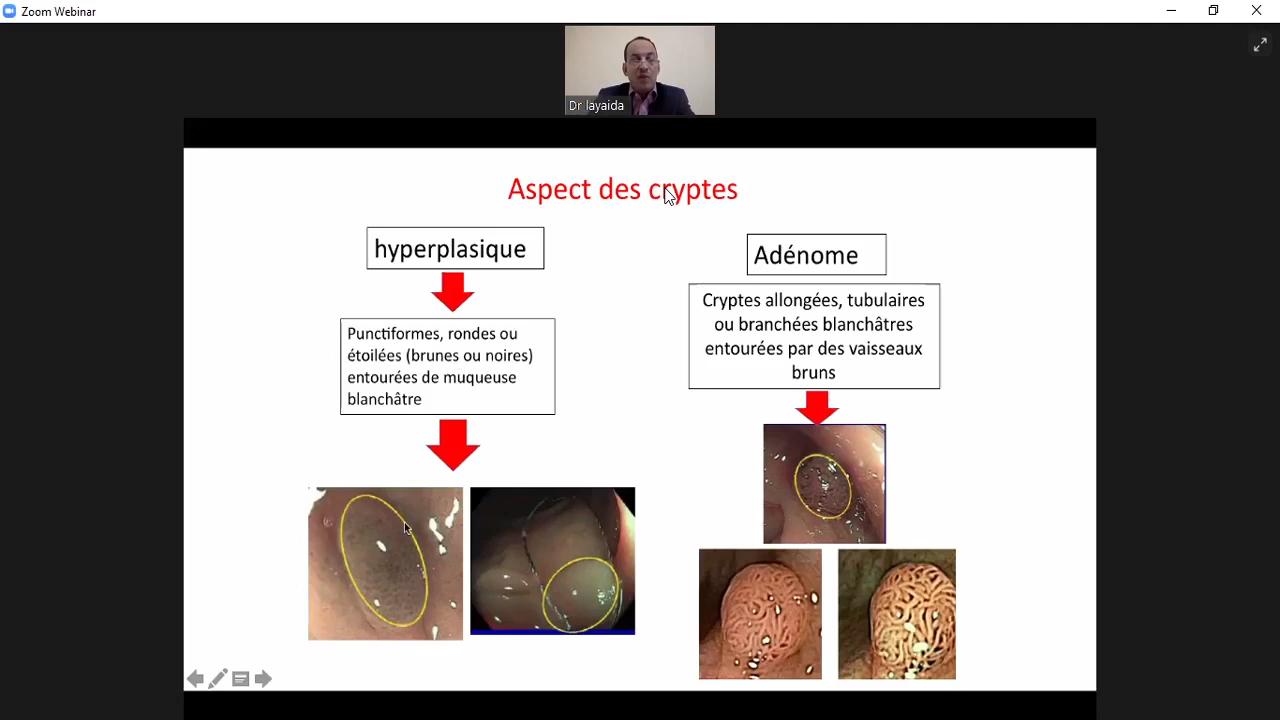 Zoom Webinar
Dr layaida
Aspect des cryptes
hyperplasique
Punctiformes, rondes ou
étoilées (brunes ou noires)
entourées de muqueuse
blanchâtre
Adénome
Cryptes allongées, tubulaires
ou branchées blanchâtres
entourées par des vaisseaux
bruns